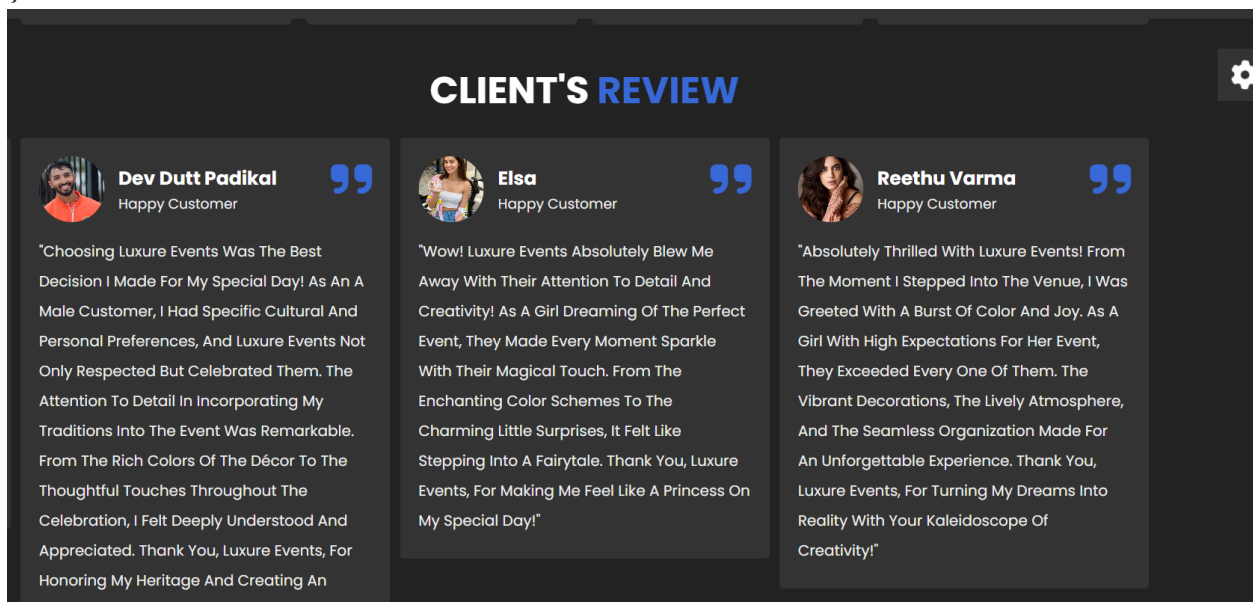 CLIENT'S REVIEW
Dev Dutt Padikal
Happy Customer
"Choosing Luxure Events Was The Best
Decision I Made For My Special Day! As An A
Male Customer, I Had Specific Cultural And
Personal Preferences, And Luxure Events Not
Only Respected But Celebrated Them. The
Attention To Detail In Incorporating My
Traditions Into The Event Was Remarkable.
From The Rich Colors Of The Décor To The
Thoughtful Touches Throughout The
Celebration, I Felt Deeply Understood And
Appreciated. Thank You, Luxure Events, For
Honoring My Heritage And Creating An
Elsa
Happy Customer
"Wow! Luxure Events Absolutely Blew Me
Away With Their Attention To Detail And
Creativity! As A Girl Dreaming Of The Perfect
Event, They Made Every Moment Sparkle
With Their Magical Touch. From The
Enchanting Color Schemes To The
Charming Little Surprises, It Felt Like
Stepping Into A Fairytale. Thank You, Luxure
Events, For Making Me Feel Like A Princess On
My Special Day!"
Reethu Varma
Happy Customer
"Absolutely Thrilled With Luxure Events! From
The Moment I Stepped Into The Venue, I Was
Greeted With A Burst Of Color And Joy. As A
Girl With High Expectations For Her Event,
They Exceeded Every One Of Them. The
Vibrant Decorations, The Lively Atmosphere,
And The Seamless Organization Made For
An Unforgettable Experience. Thank You,
Luxure Events, For Turning My Dreams Into
Reality With Your Kaleidoscope Of
Creativity!"